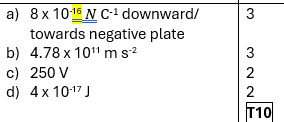 a) 8 x 10⁻¹⁶ N C⁻¹ downward/ 3
towards negative plate
b) 4.78 x 10¹¹ m s⁻² 3
c) 250 V 2
d) 4 x 10⁻¹⁷ J 2
T10